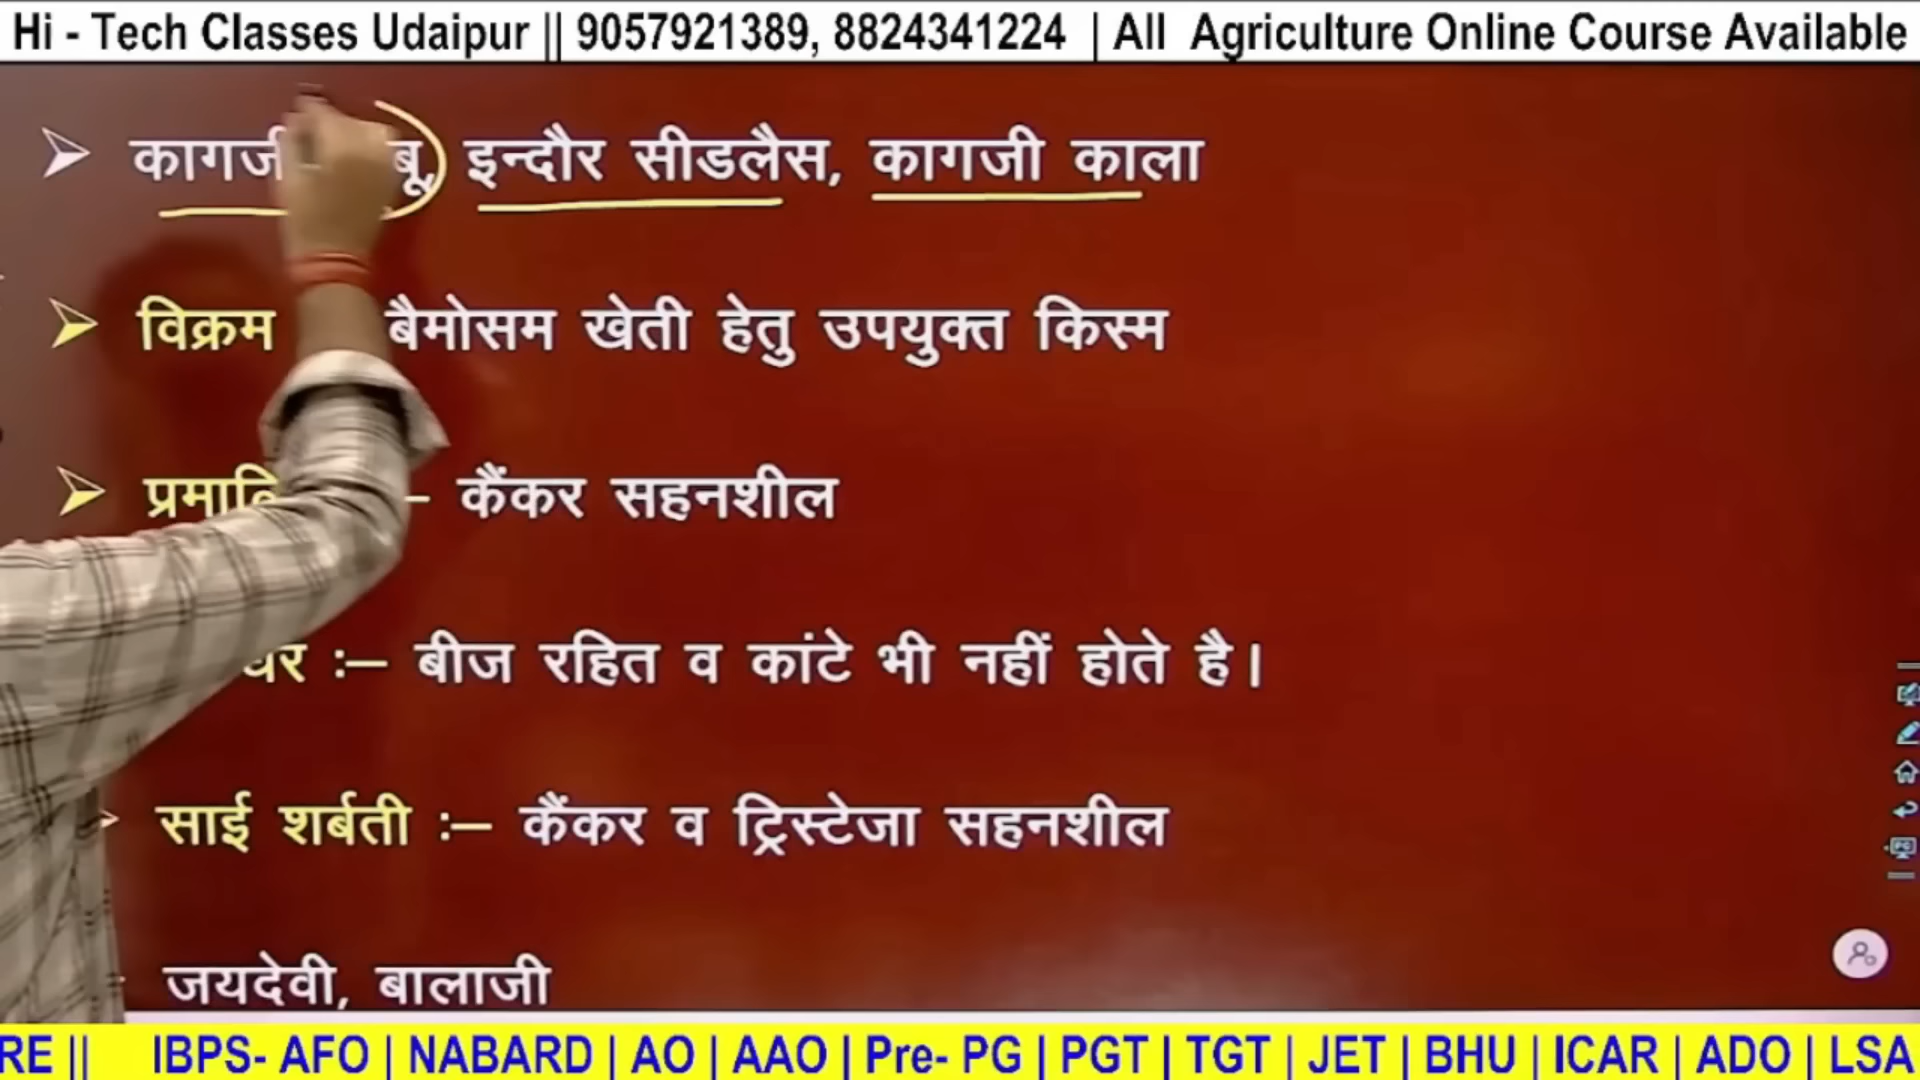 Hi - Tech Classes Udaipur || 9057921389, 8824341224 | All Agriculture Online Course Available
इन्दौर सीडलैस, कागजी काला
विक्रम बैमोसम खेती हेतु उपयुक्त किस्म
– कैंकर सहनशील
:– बीज रहित व कांटे भी नहीं होते है।
साई शर्बती :– कैंकर व ट्रिस्टेजा सहनशील
जयदेवी, बालाजी
RE || IBPS- AFO | NABARD | AO | AAO | Pre- PG | PGT | TGT | JET | BHU | ICAR | ADO | LSA